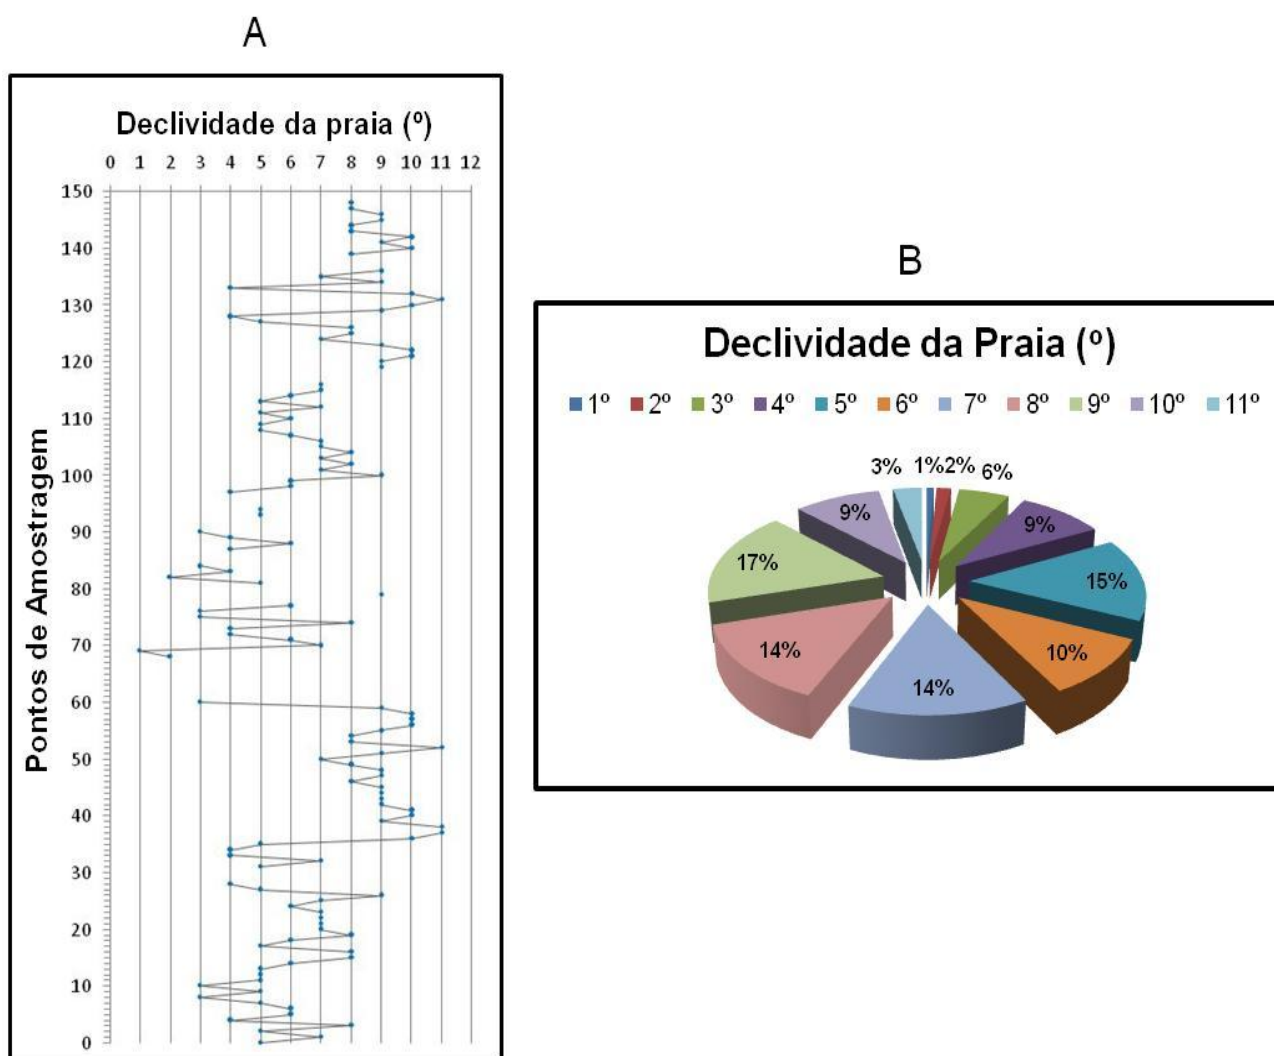 A
Declividade da praia (º)
0 1 2 3 4 5 6 7 8 9 10 11 12
150
140
130
120
110
100
90
80
70
60
50
40
30
20
10
0
Pontos de Amostragem
B
Declividade da Praia (º)
1º 2º 3º 4º 5º 6º 7º 8º 9º 10º 11º
3% 1% 2% 6%
9% 9%
17% 15%
14% 10%
14%